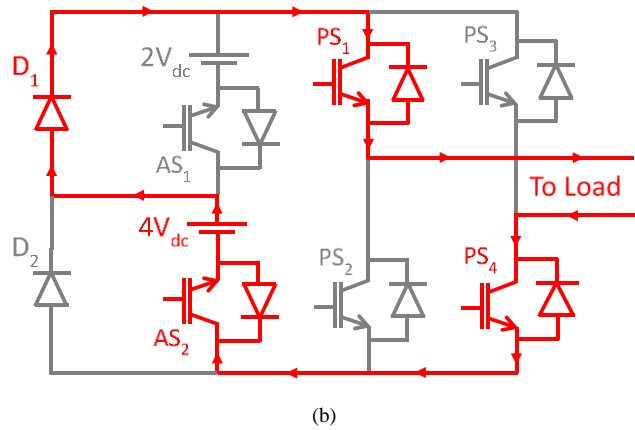 PS1
PS3
D1
2Vdc
AS1
To Load
4Vdc
D2
PS2
PS4
AS2
(b)